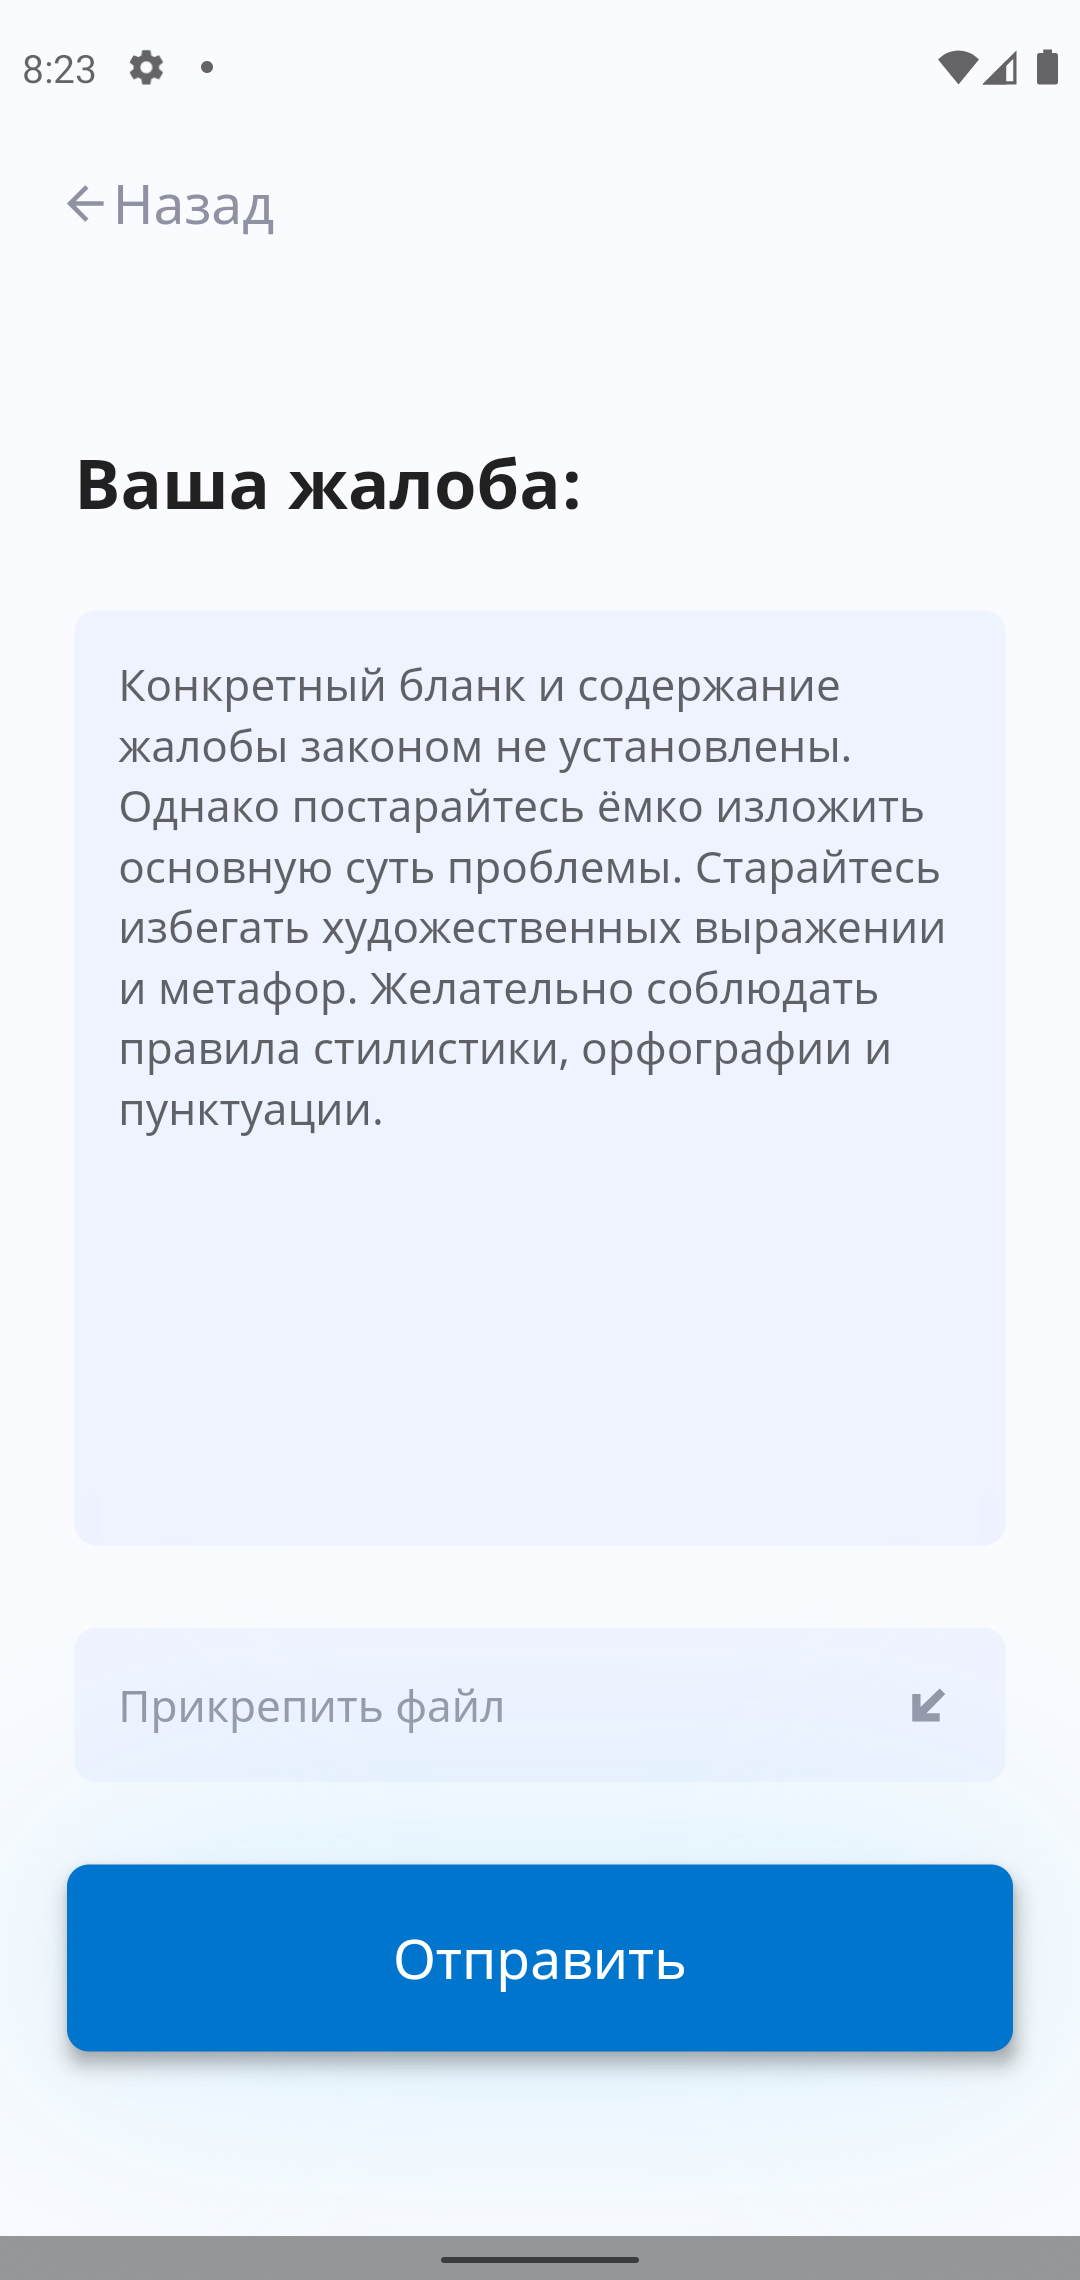 8:23
Назад
Ваша жалоба:
Конкретный бланк и содержание
жалобы законом не установлены.
Однако постарайтесь ёмко изложить
основную суть проблемы. Старайтесь
избегать художественных выражении
и метафор. Желательно соблюдать
правила стилистики, орфографии и
пунктуации.
Прикрепить файл
Отправить